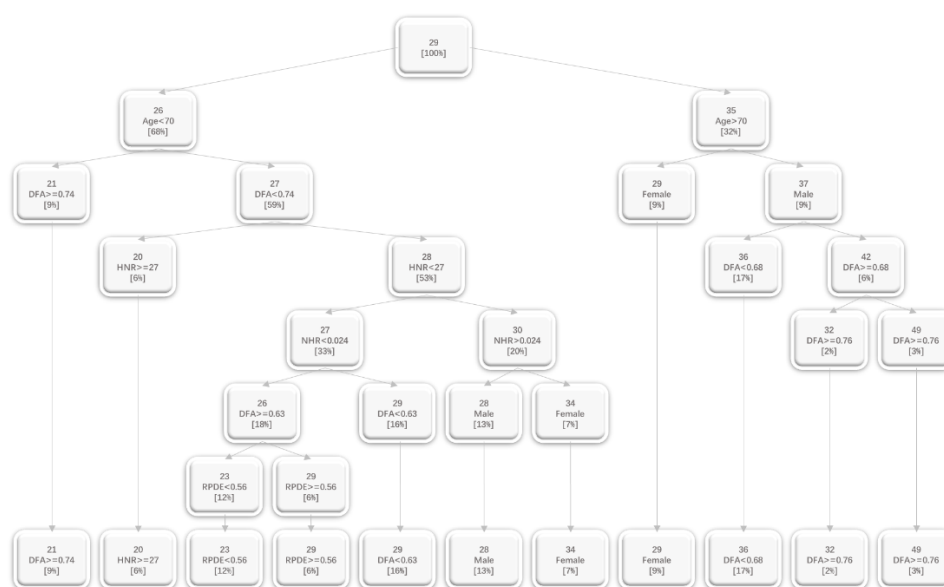 29
[100%]
26
Age<70
[68%]
35
Age>70
[32%]
21
DFA>=0.74
[9%]
27
DFA<0.74
[59%]
29
Female
[9%]
37
Male
[9%]
20
HNR>=27
[6%]
28
HNR<27
[53%]
36
DFA<0.68
[17%]
42
DFA>=0.68
[6%]
27
NHR<0.024
[33%]
30
NHR>0.024
[20%]
32
DFA>=0.76
[2%]
49
DFA>=0.76
[3%]
26
DFA>=0.63
[18%]
29
DFA<0.63
[16%]
28
Male
[13%]
34
Female
[7%]
23
RPDE<0.56
[12%]
29
RPDE>=0.56
[6%]
21
DFA>=0.74
[9%]
20
HNR>=27
[6%]
23
RPDE<0.56
[12%]
29
RPDE>=0.56
[6%]
29
DFA<0.63
[16%]
28
Male
[13%]
34
Female
[7%]
29
Female
[9%]
36
DFA<0.68
[17%]
32
DFA>=0.76
[2%]
49
DFA>=0.76
[3%]